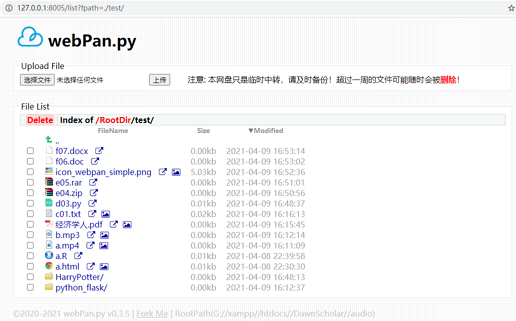 127.0.0.1:8005/list?fpath=./test/
webPan.py
Upload File
选择文件 未选择任何文件 上传 注意: 本网盘只是临时中转，请及时备份！超过一周的文件可能随时会被删除!
File List
Delete Index of /RootDir/test/
FileName Size ▼Modified
..
f07.docx 0.00kb 2021-04-09 16:53:14
f06.doc 0.00kb 2021-04-09 16:53:02
icon_webpan_simple.png 5.03kb 2021-04-09 16:52:36
e05.rar 0.00kb 2021-04-09 16:51:01
e04.zip 0.00kb 2021-04-09 16:50:56
d03.py 0.01kb 2021-04-09 16:48:37
c01.txt 0.02kb 2021-04-09 16:16:13
经济学人.pdf 0.00kb 2021-04-09 16:15:45
b.mp3 0.00kb 2021-04-09 16:12:14
a.mp4 0.00kb 2021-04-09 16:11:09
a.R 0.01kb 2021-04-08 22:39:58
a.html 0.01kb 2021-04-08 22:30:30
HarryPotter/ 0.00kb 2021-04-09 16:48:13
python_flask/ 0.00kb 2021-04-09 16:12:37
©2020-2021 webPan.py v0.3.5 | Fork Me | RootPath(G://xampp//htdocs//DawnScholar//audio)